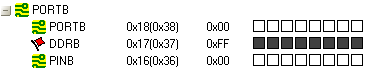 PORTB
PORTB 0x18(0x38) 0x00
DDRB 0x17(0x37) 0xFF
PINB 0x16(0x36) 0x00